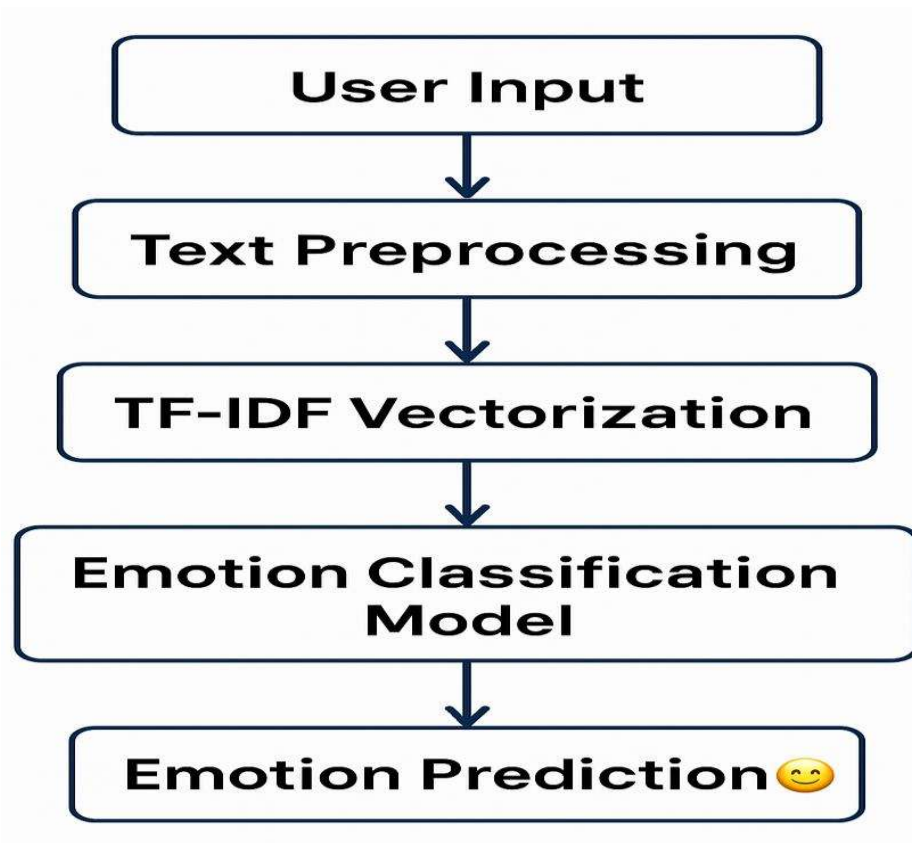 User Input
Text Preprocessing
TF-IDF Vectorization
Emotion Classification
Model
Emotion Prediction😊